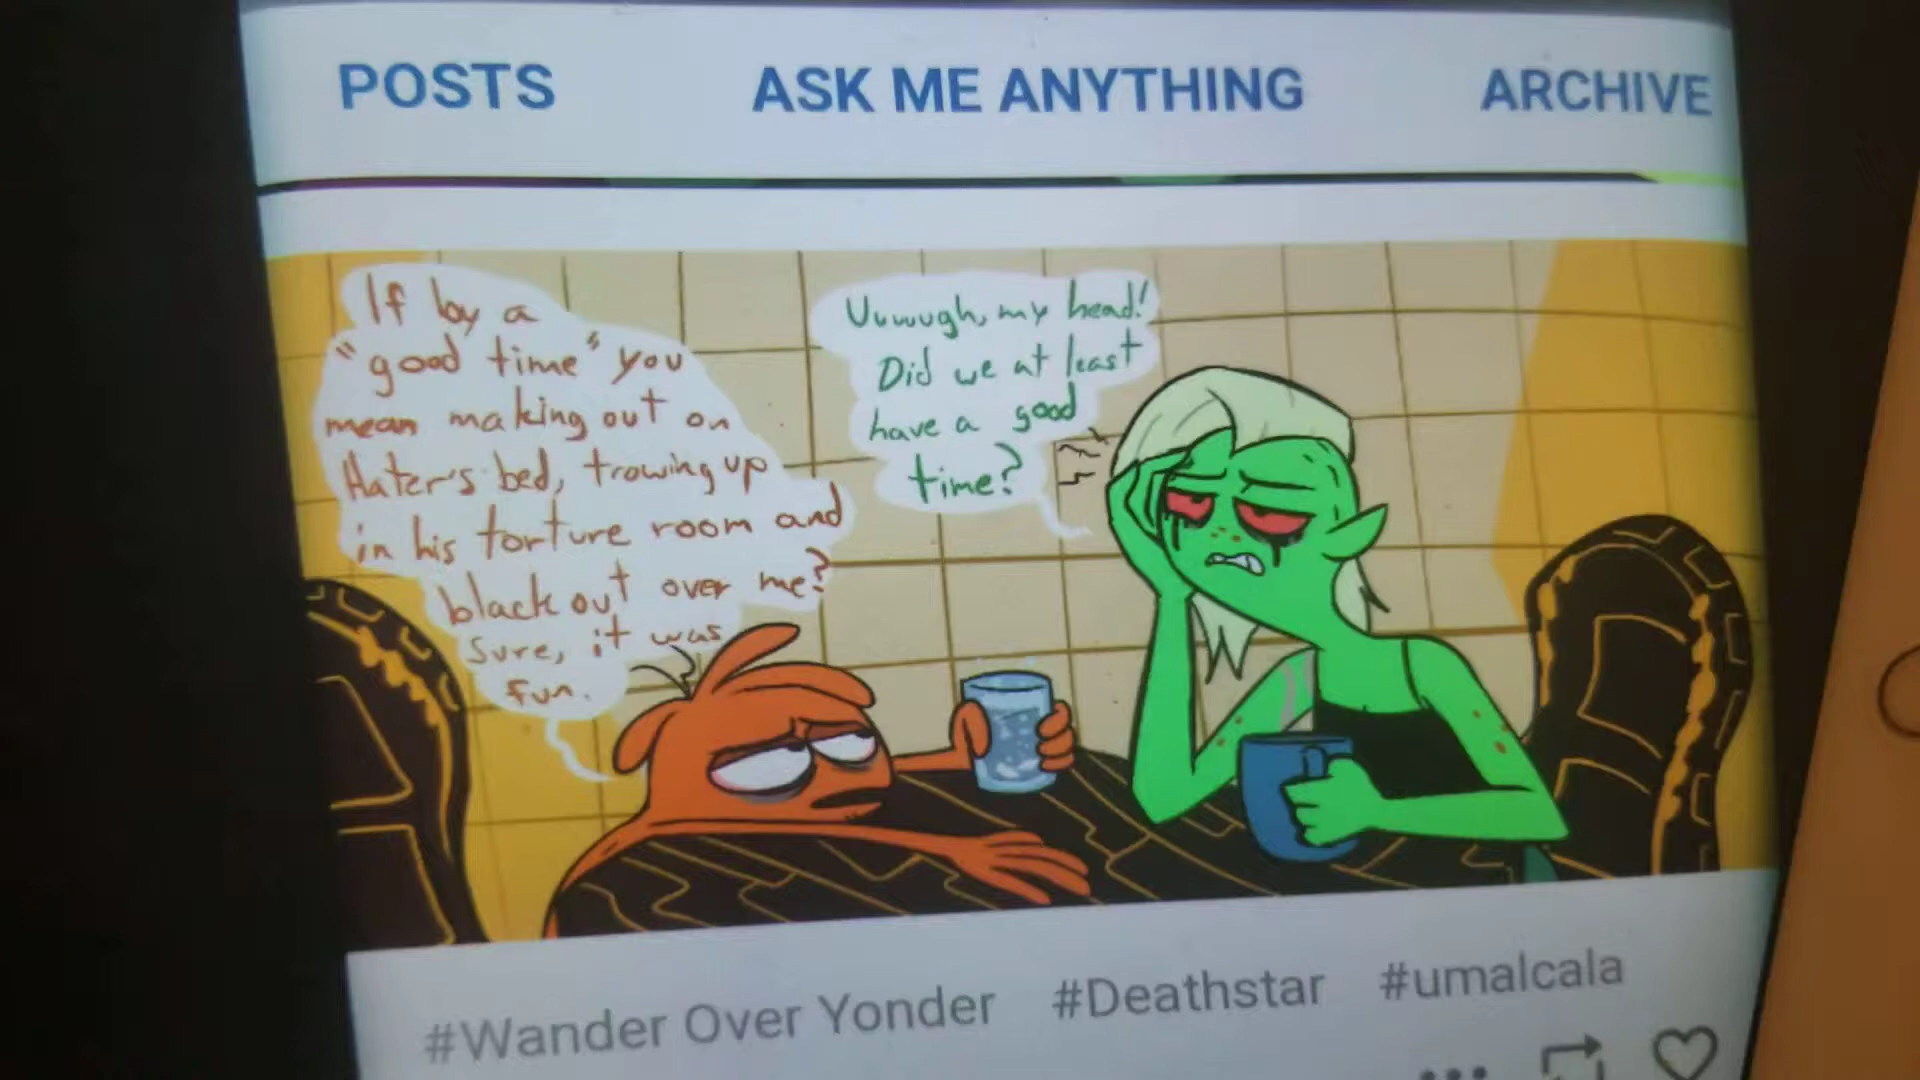 POSTS ASK ME ANYTHING ARCHIVE
If by a
"good time" you
mean making out on
Hater's bed, trowing up
in his torture room and
black out over me?
Sure, it was
fun.
Uuuugh, my head!
Did we at least
have a good
time?
#Wander Over Yonder #Deathstar #umalcala